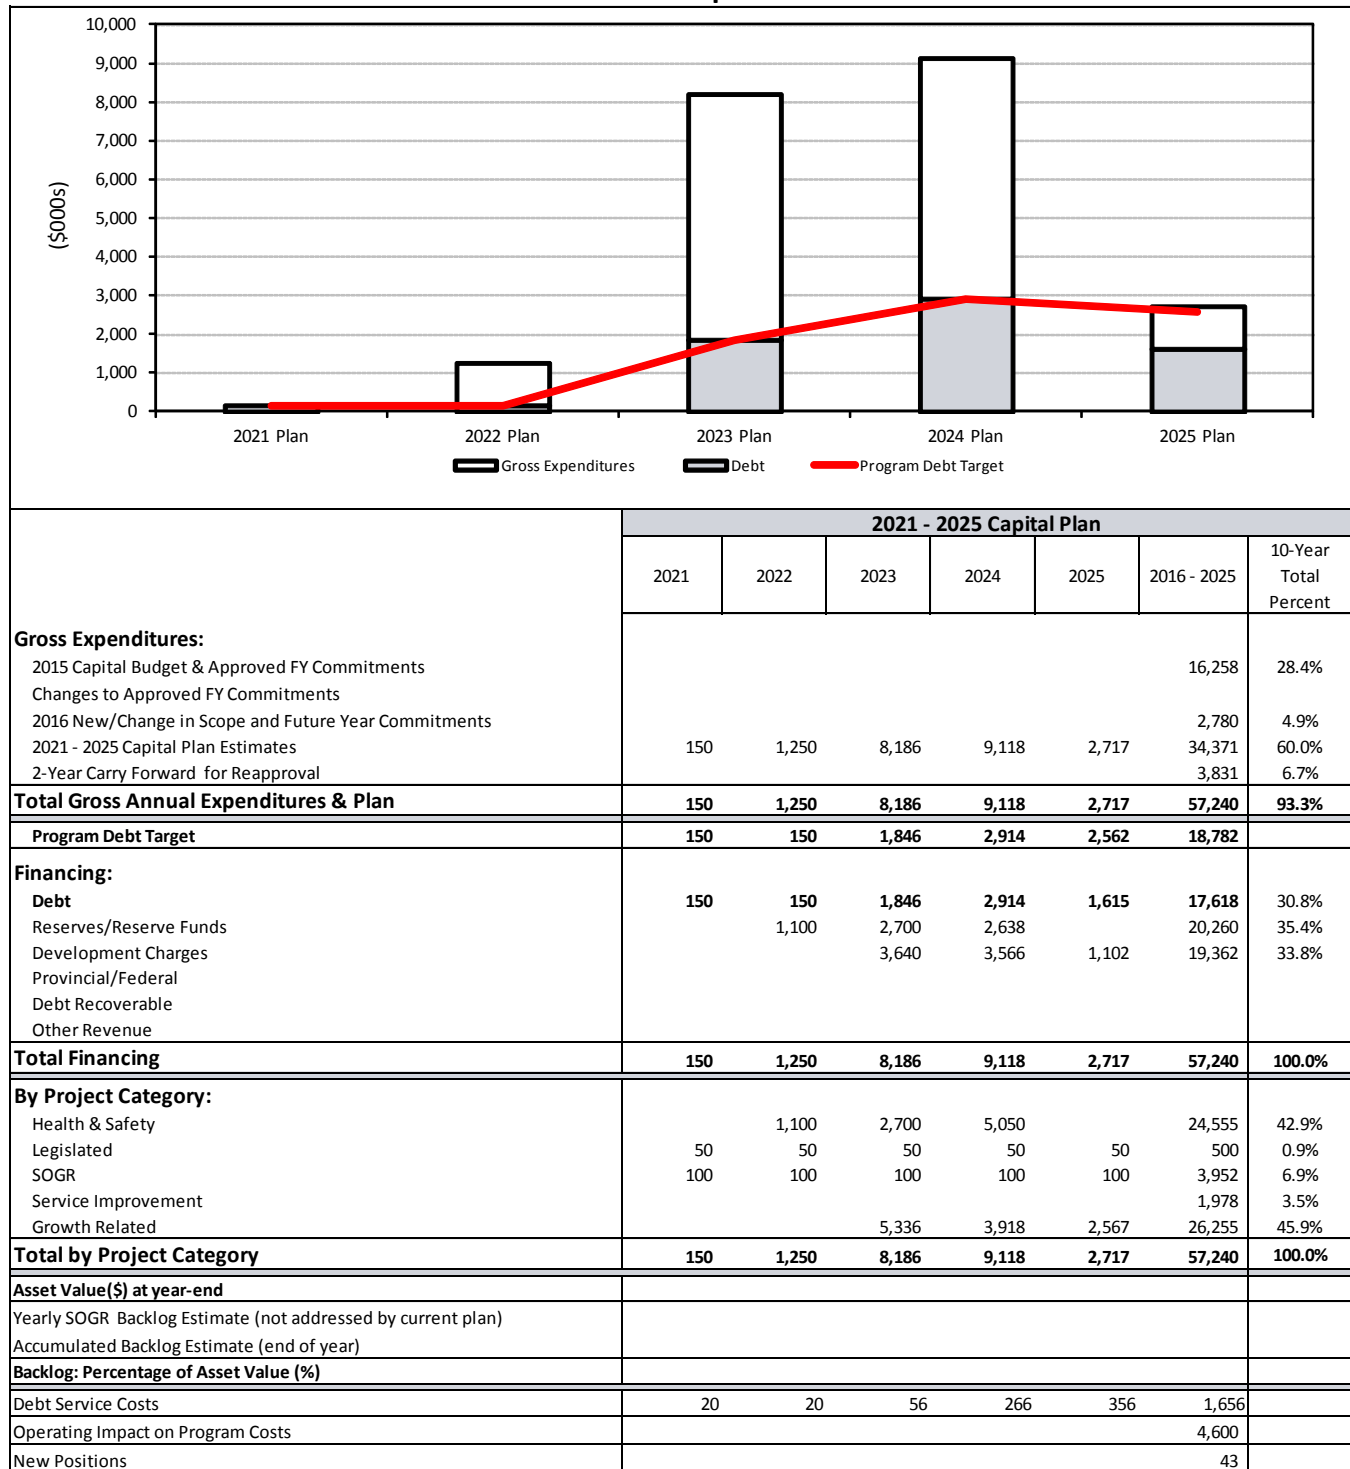 10,000
9,000
8,000
7,000
6,000
5,000
4,000
3,000
2,000
1,000
0
($000s)
2021 Plan 2022 Plan 2023 Plan 2024 Plan 2025 Plan
Gross Expenditures Debt Program Debt Target
2021 - 2025 Capital Plan
2021 2022 2023 2024 2025 2016 - 2025 10-Year Total Percent
Gross Expenditures:
2015 Capital Budget & Approved FY Commitments 16,258 28.4%
Changes to Approved FY Commitments
2016 New/Change in Scope and Future Year Commitments 2,780 4.9%
2021 - 2025 Capital Plan Estimates 150 1,250 8,186 9,118 2,717 34,371 60.0%
2-Year Carry Forward for Reapproval 3,831 6.7%
Total Gross Annual Expenditures & Plan 150 1,250 8,186 9,118 2,717 57,240 93.3%
Program Debt Target 150 150 1,846 2,914 2,562 18,782
Financing:
Debt 150 150 1,846 2,914 1,615 17,618 30.8%
Reserves/Reserve Funds 1,100 2,700 2,638 20,260 35.4%
Development Charges 3,640 3,566 1,102 19,362 33.8%
Provincial/Federal
Debt Recoverable
Other Revenue
Total Financing 150 1,250 8,186 9,118 2,717 57,240 100.0%
By Project Category:
Health & Safety 1,100 2,700 5,050 24,555 42.9%
Legislated 50 50 50 50 50 500 0.9%
SOGR 100 100 100 100 100 3,952 6.9%
Service Improvement 1,978 3.5%
Growth Related 5,336 3,918 2,567 26,255 45.9%
Total by Project Category 150 1,250 8,186 9,118 2,717 57,240 100.0%
Asset Value($) at year-end
Yearly SOGR Backlog Estimate (not addressed by current plan)
Accumulated Backlog Estimate (end of year)
Backlog: Percentage of Asset Value (%)
Debt Service Costs 20 20 56 266 356 1,656
Operating Impact on Program Costs 4,600
New Positions 43